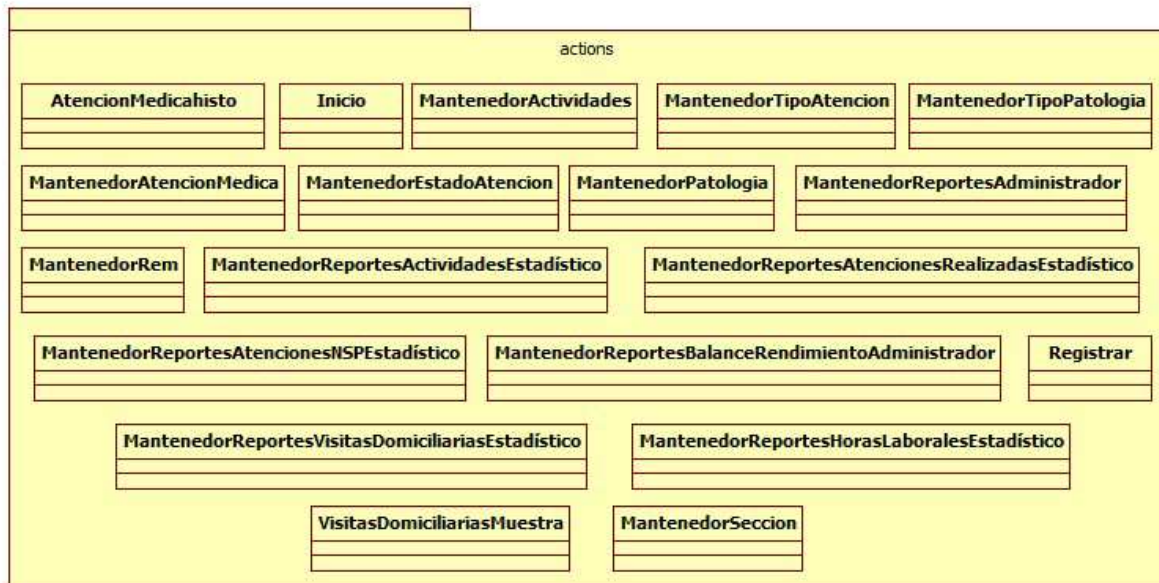 actions
AtencionMedicahisto Inicio MantenedorActividades MantenedorTipoAtencion MantenedorTipoPatologia
MantenedorAtencionMedica MantenedorEstadoAtencion MantenedorPatologia MantenedorReportesAdministrador
MantenedorRem MantenedorReportesActividadesEstadístico MantenedorReportesAtencionesRealizadasEstadístico
MantenedorReportesAtencionesNSPEstadístico MantenedorReportesBalanceRendimientoAdministrador Registrar
MantenedorReportesVisitasDomiciliariasEstadístico MantenedorReportesHorasLaboralesEstadístico
VisitasDomiciliariasMuestra MantenedorSeccion